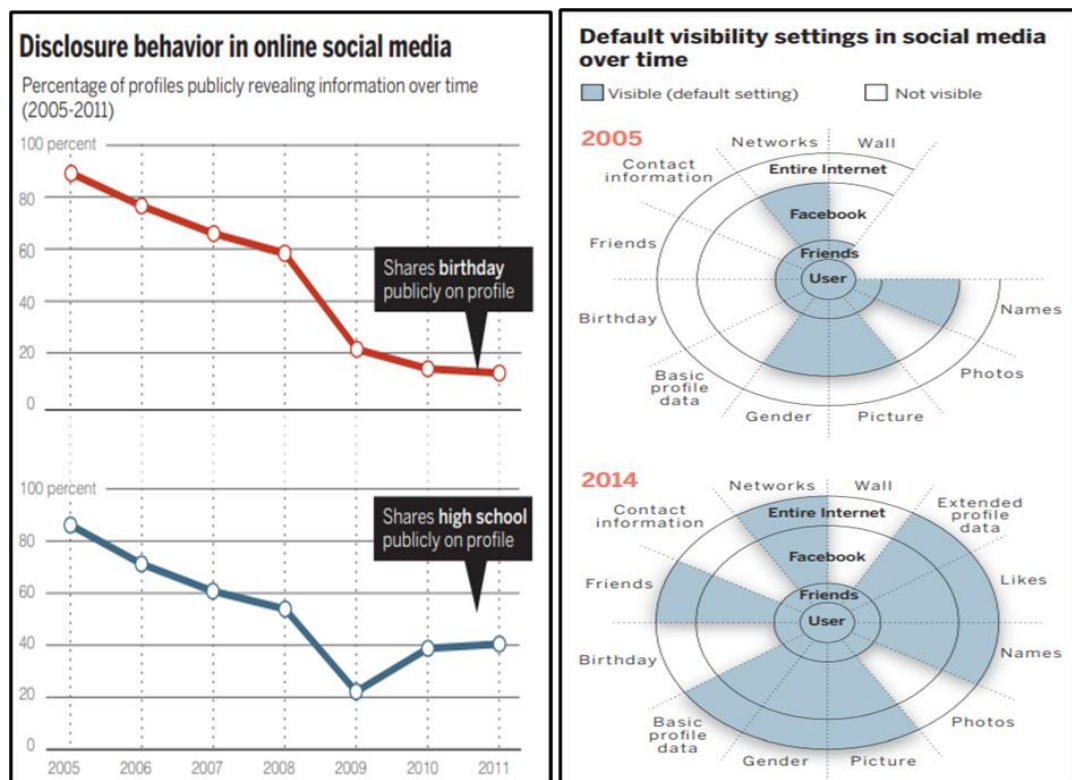 Disclosure behavior in online social media
Percentage of profiles publicly revealing information over time
(2005-2011)
100 percent
80
60
40
20
0
Shares birthday
publicly on profile
100 percent
80
60
40
20
0
Shares high school
publicly on profile
2005 2006 2007 2008 2009 2010 2011
Default visibility settings in social media
over time
Visible (default setting) Not visible
2005
Networks Wall
Contact
information
Entire Internet
Facebook
Friends
Friends
User
Birthday
Names
Basic
profile
data
Photos
Gender Picture
2014
Networks Wall
Contact
information
Extended
profile
data
Entire Internet
Facebook
Friends
Likes
Friends
User
Birthday
Names
Basic
profile
data
Photos
Gender Picture